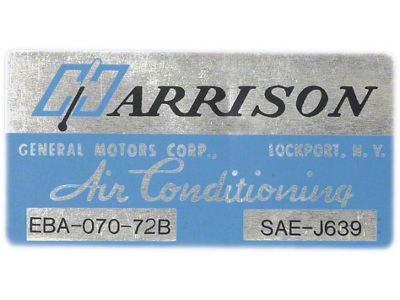 HARRISON
GENERAL MOTORS CORP., LOCKPORT, N. Y.
Air Conditioning
EBA-070-72B SAE-J639